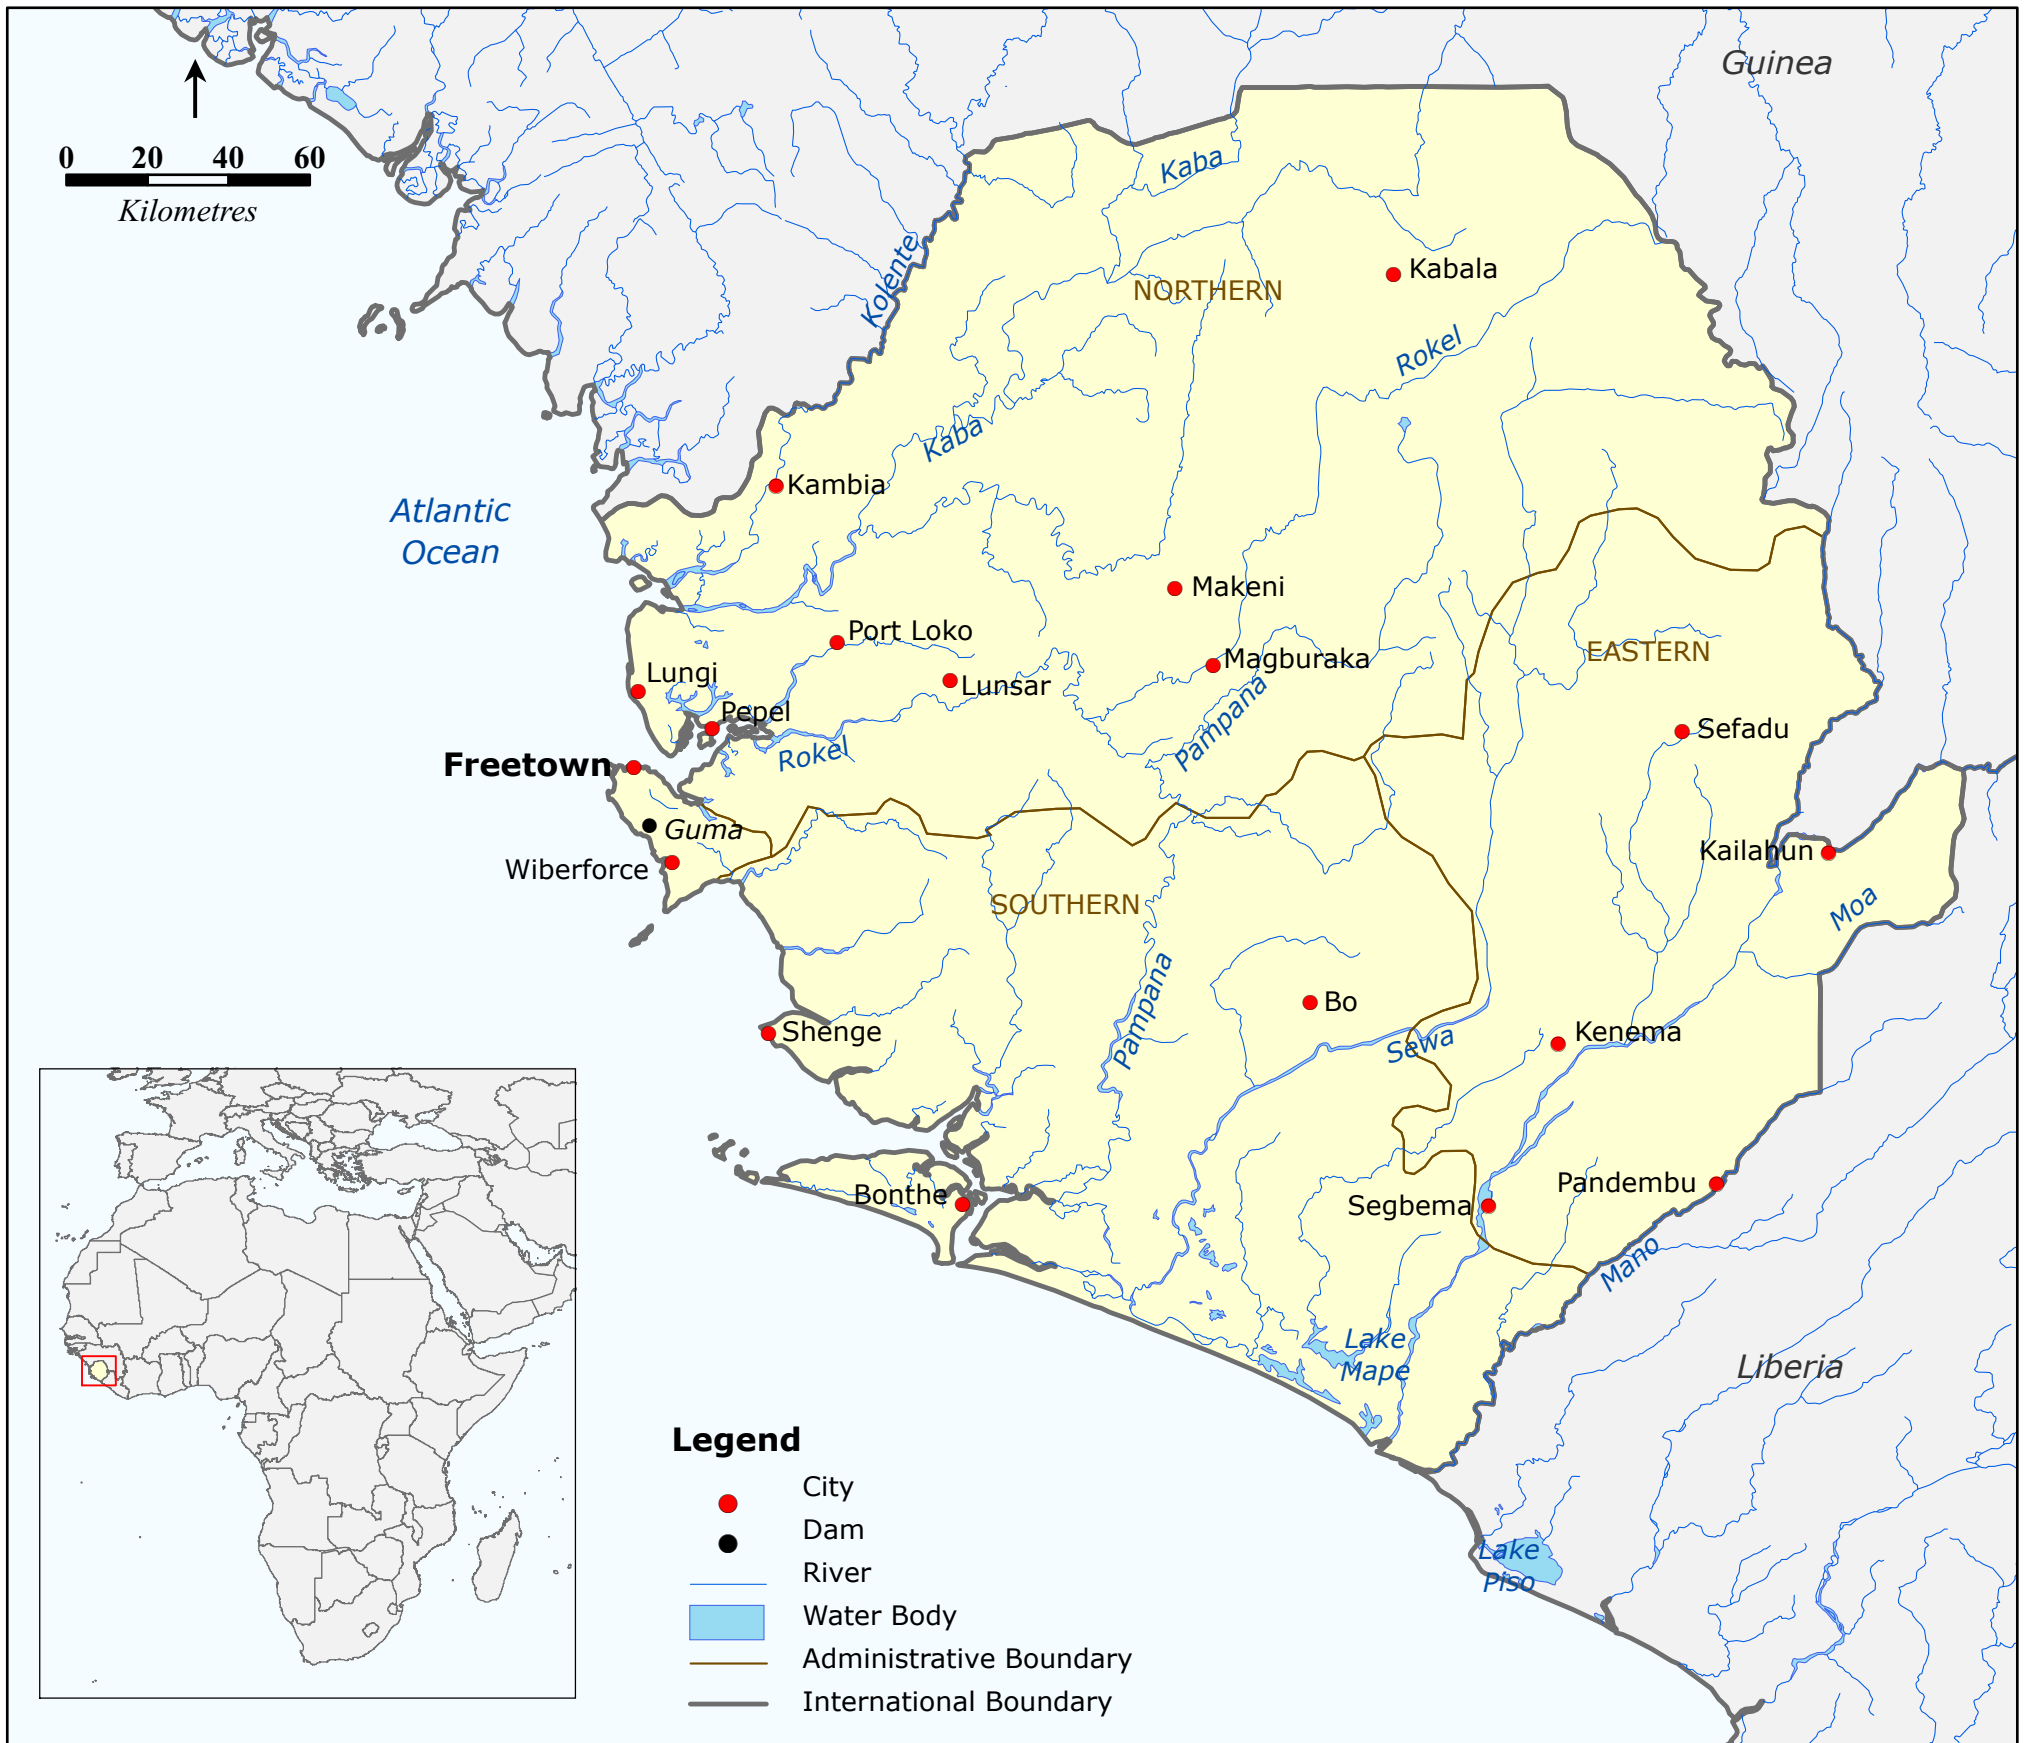 Guinea
0 20 40 60
Kilometres
Kaba
Kolente
Kabala
NORTHERN
Rokel
Kaba
Kambia
Atlantic
Ocean
Makeni
Port Loko
EASTERN
Magburaka
Lungi
Lunsar
Pampana
Pepel
Sefadu
Rokel
Freetown
Guma
Kailahun
Wiberforce
SOUTHERN
Moa
Pampana
Bo
Shenge
Kenema
Sewa
Pandembu
Bonthe
Segbema
Mano
Lake
Mape
Liberia
Legend
City
Dam
River
Water Body
Administrative Boundary
International Boundary
Lake
Piso